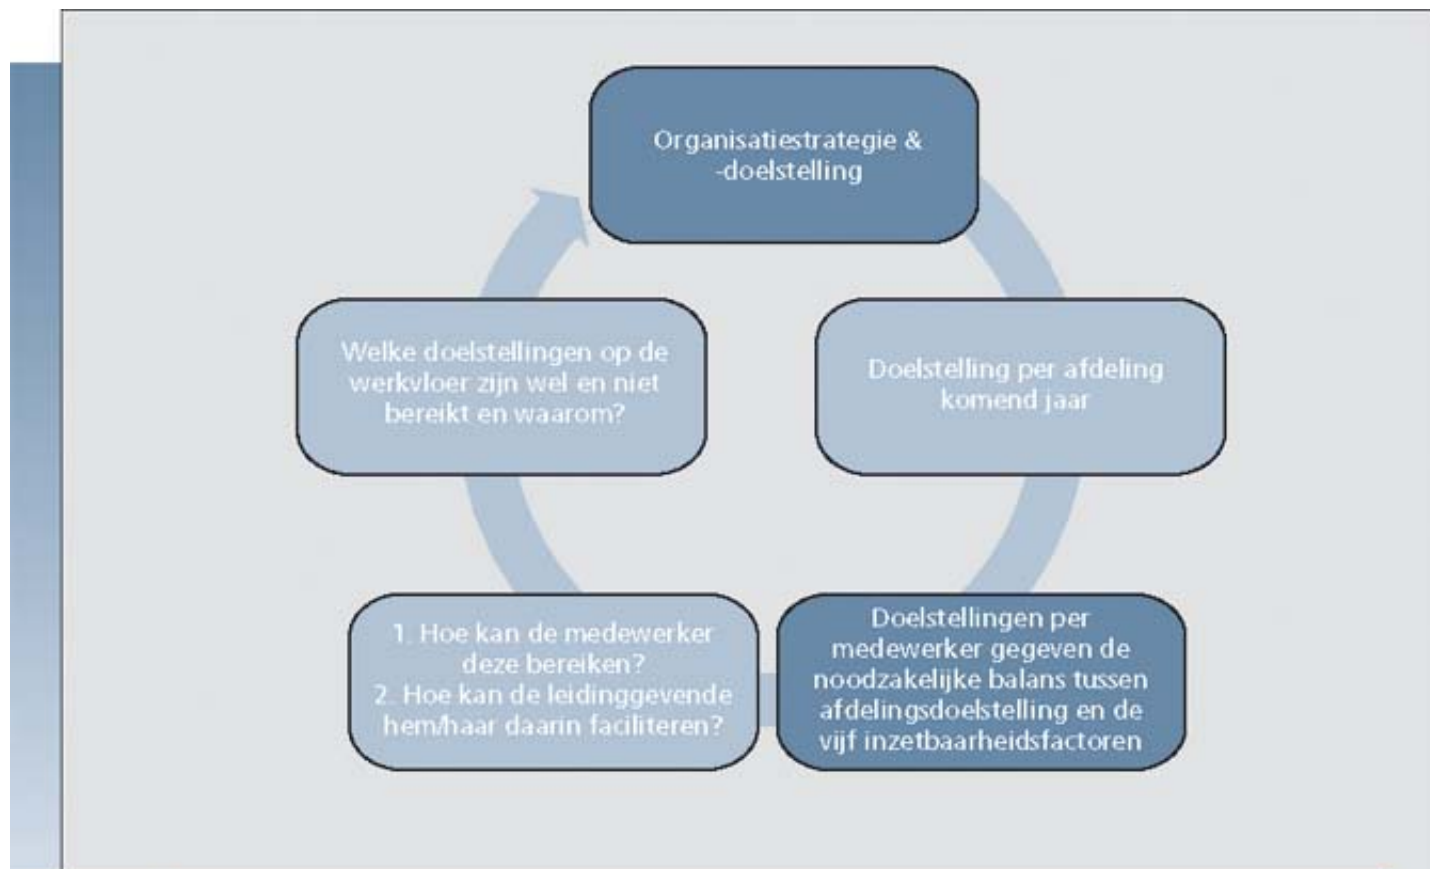 Organisatiestrategie &
-doelstelling
Doelstelling per afdeling
komend jaar
Doelstellingen per
medewerker gegeven de
noodzakelijke balans tussen
afdelingsdoelstelling en de
vijf inzetbaarheidsfactoren
1. Hoe kan de medewerker
deze bereiken?
2. Hoe kan de leidinggevende
hem/haar daarin faciliteren?
Welke doelstellingen op de
werkvloer zijn wel en niet
bereikt en waarom?